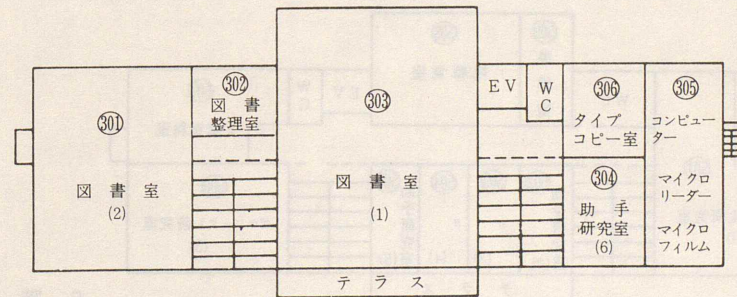 301
図書室
(2)
302
図書
整理室
303
図書室
(1)
テラス
EV
WC
306
タイプ
コピー室
304
助手
研究室
(6)
305
コンピュー
ター
マイクロ
リーダー
マイクロ
フィルム